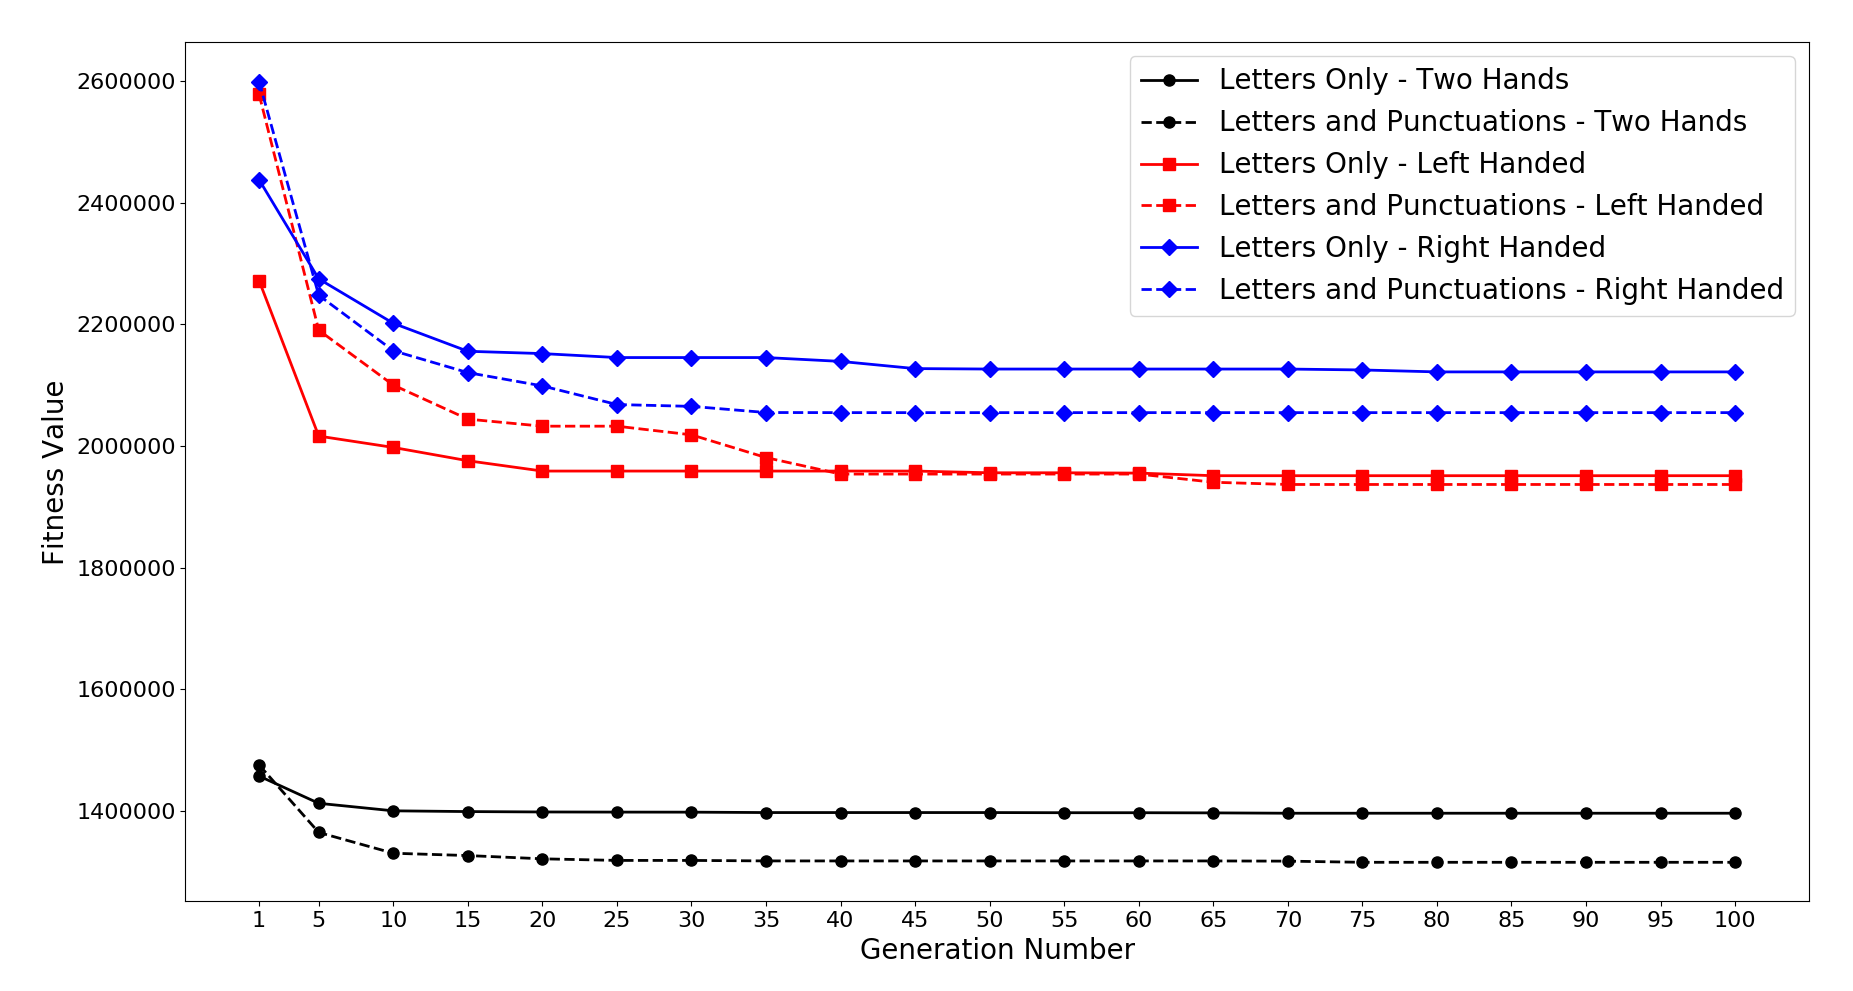 2600000
2400000
2200000
2000000
1800000
1600000
1400000
Fitness Value
Letters Only - Two Hands
Letters and Punctuations - Two Hands
Letters Only - Left Handed
Letters and Punctuations - Left Handed
Letters Only - Right Handed
Letters and Punctuations - Right Handed
1 5 10 15 20 25 30 35 40 45 50 55 60 65 70 75 80 85 90 95 100
Generation Number